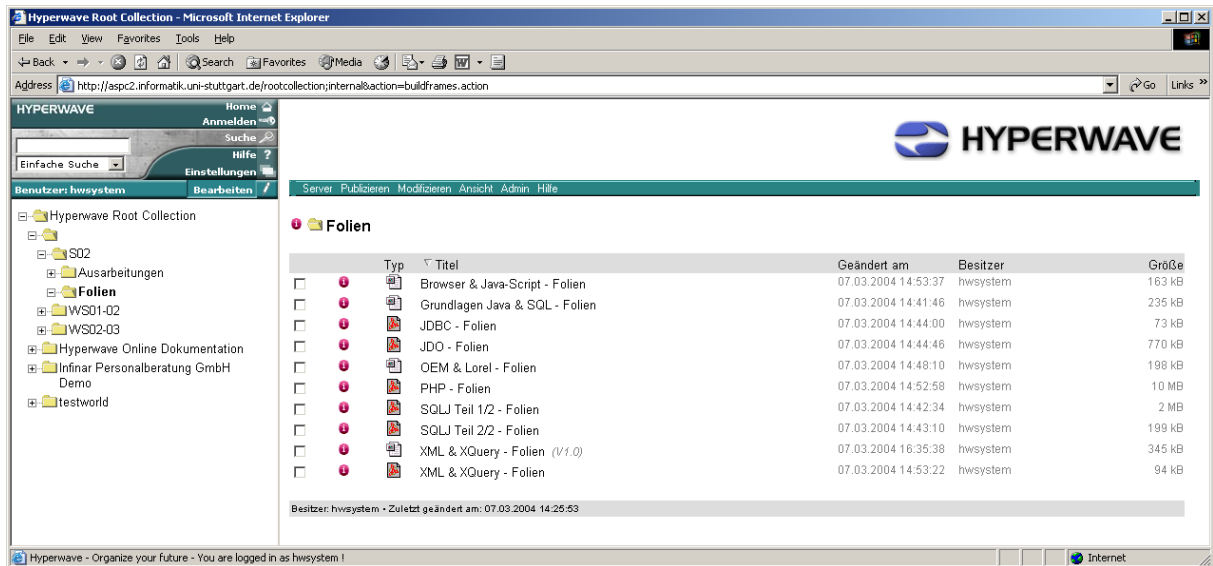 Hyperwave Root Collection - Microsoft Internet Explorer
File Edit View Favorites Tools Help
Back Search Favorites Media
Address http://aspc2.informatik.uni-stuttgart.de/rootcollection;internal&action=buildframes.action Go Links »
HYPERWAVE Home
Anmelden
Suche
Hilfe ?
Einfache Suche
Einstellungen
Benutzer: hwsystem Bearbeiten
HYPERWAVE
Server Publizieren Modifizieren Ansicht Admin Hilfe
Hyperwave Root Collection
S02
Ausarbeitungen
Folien
WS01-02
WS02-03
Hyperwave Online Dokumentation
Infinar Personalberatung GmbH
Demo
testworld
Folien
Typ Titel Geändert am Besitzer Größe
Browser & Java-Script - Folien 07.03.2004 14:53:37 hwsystem 163 kB
Grundlagen Java & SQL - Folien 07.03.2004 14:41:46 hwsystem 235 kB
JDBC - Folien 07.03.2004 14:44:00 hwsystem 73 kB
JDO - Folien 07.03.2004 14:44:46 hwsystem 770 kB
OEM & Lorel - Folien 07.03.2004 14:48:10 hwsystem 198 kB
PHP - Folien 07.03.2004 14:52:58 hwsystem 10 MB
SQLJ Teil 1/2 - Folien 07.03.2004 14:42:34 hwsystem 2 MB
SQLJ Teil 2/2 - Folien 07.03.2004 14:43:10 hwsystem 199 kB
XML & XQuery - Folien (V1.0) 07.03.2004 16:35:38 hwsystem 345 kB
XML & XQuery - Folien 07.03.2004 14:53:22 hwsystem 94 kB
Besitzer: hwsystem • Zuletzt geändert am: 07.03.2004 14:25:53
Hyperwave - Organize your future - You are logged in as hwsystem ! Internet